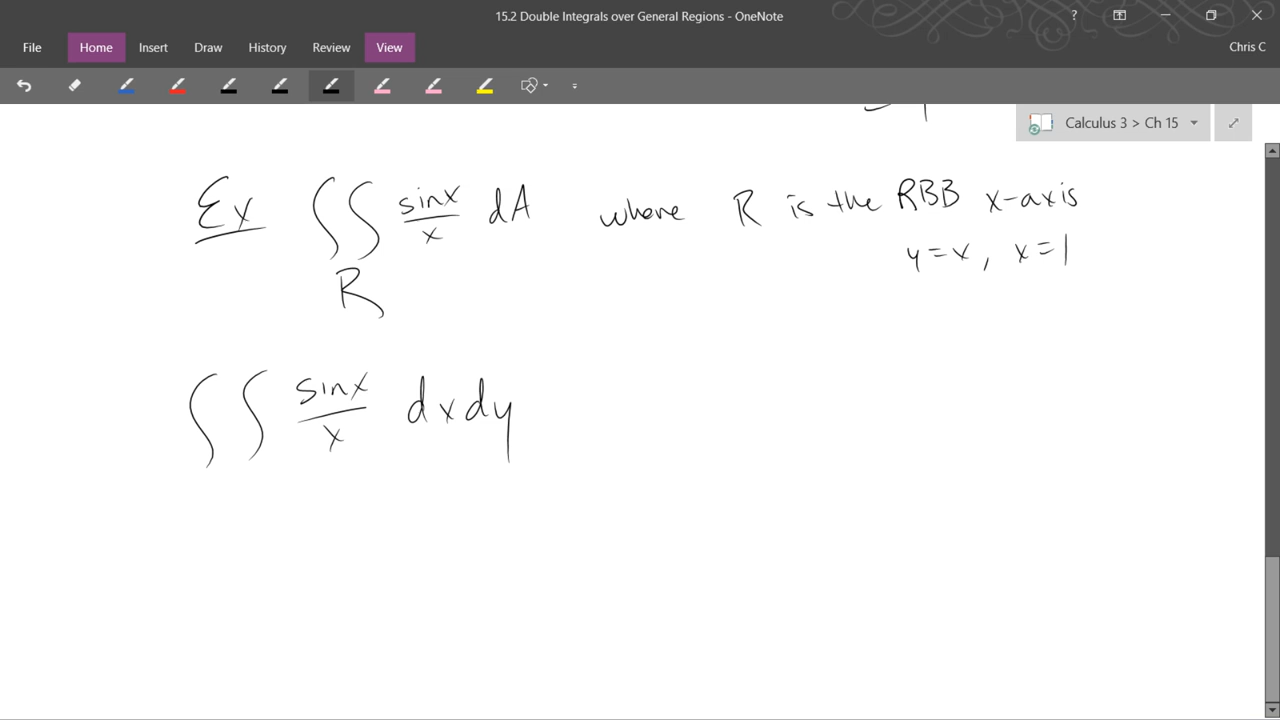 15.2 Double Integrals over General Regions - OneNote
File Home Insert Draw History Review View Chris C
Calculus 3 > Ch 15
Ex ∫∫ sinx/x dA where R is the RBB x-axis
R
y=x, x=1
∫∫ sinx/x dxdy